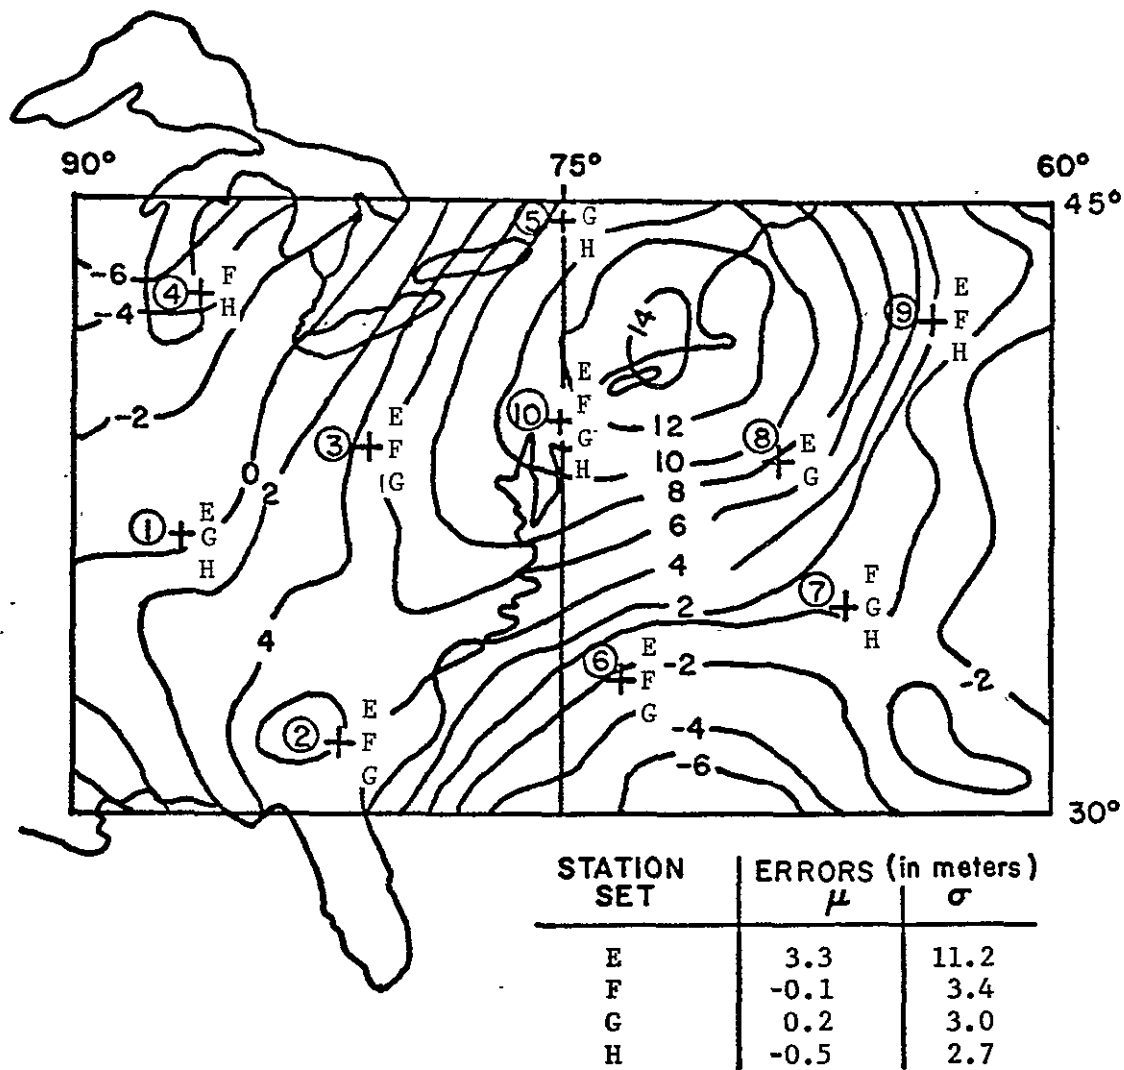 90° 75° 60°
45°
5 G
H
-6
4 F
H
-4
14
19 E
F
H
-2
E
10 F
G
H
12
3 E
F
G
8 E
G
10
0
2
8
6
1 E
G
H
4
7 F
G
H
2
4
6 E
F
G
-2
-2
2 E
F
G
-4
-6
30°
STATION SET ERRORS (in meters)
μ σ
E 3.3 11.2
F -0.1 3.4
G 0.2 3.0
H -0.5 2.7